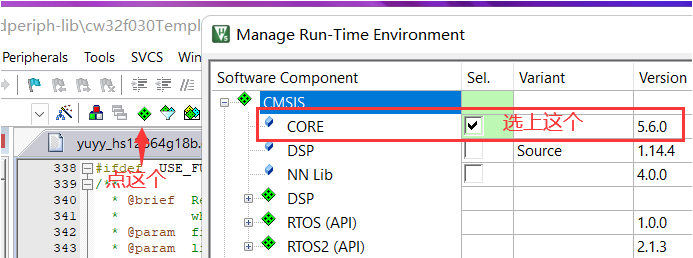 dperiph-lib\cw32f030Templ
Peripherals Tools SVCS Window
Manage Run-Time Environment
Software Component Sel. Variant Version
CMSIS
CORE 选上这个 5.6.0
DSP Source 1.14.4
NN Lib 4.0.0
DSP
RTOS (API) 1.0.0
RTOS2 (API) 2.1.3
点这个
338 #ifdef
339 /*
340 * @brief Re
341 * wh
342 * @param fi
343 * @param li